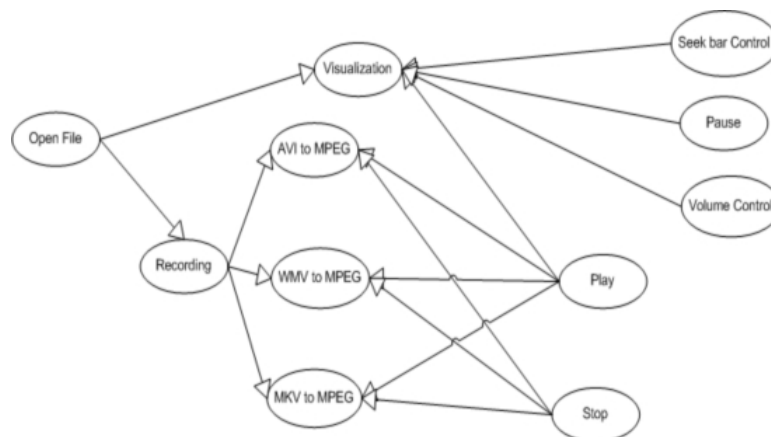 Seek bar Control
Visualization
Pause
Open File
AVI to MPEG
Volume Control
Recording
WMV to MPEG
Play
MKV to MPEG
Stop